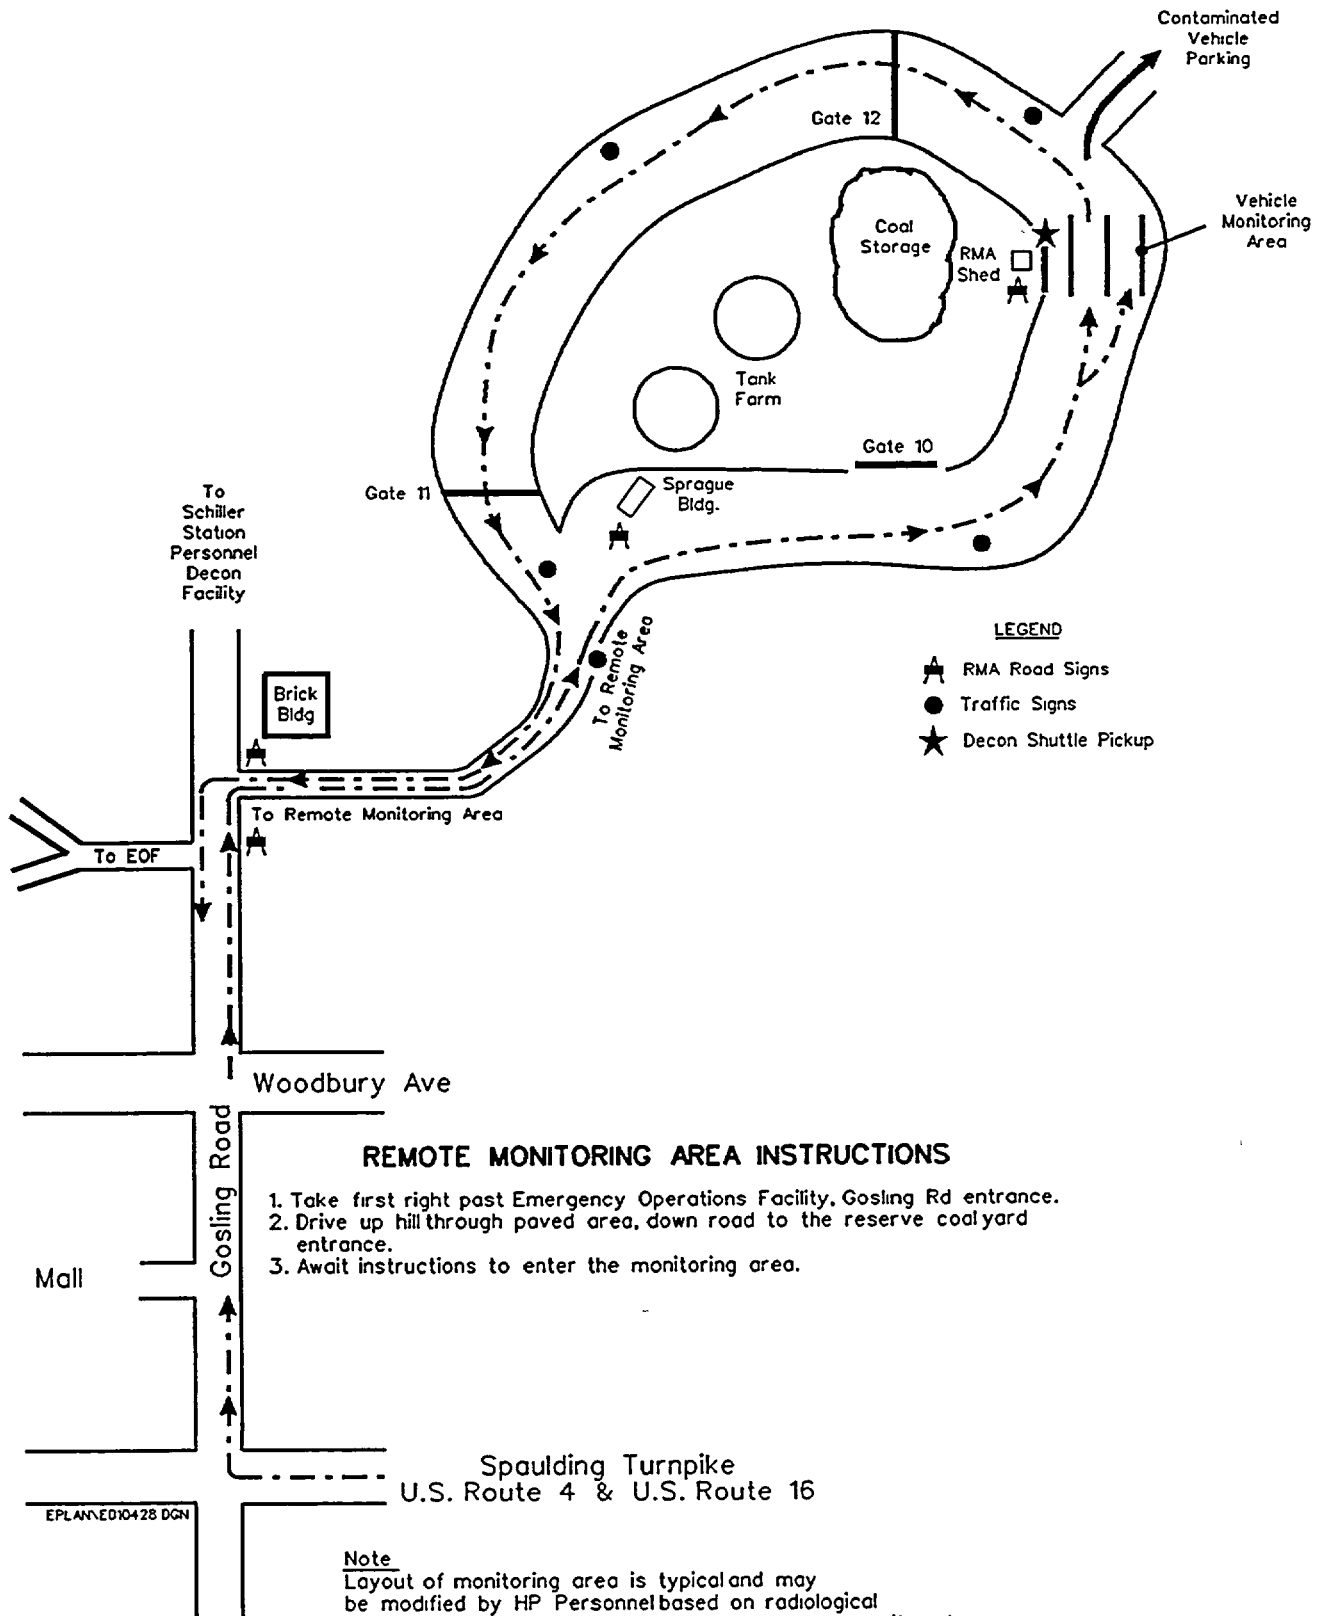 Contaminated
Vehicle
Parking
Gate 12
Vehicle
Monitoring
Area
Coal
Storage
RMA
Shed
Tank
Farm
Gate 10
Gate 11
Sprague
Bldg.
To
Schiller
Station
Personnel
Decon
Facility
To Remote
Monitoring Area
LEGEND
RMA Road Signs
Traffic Signs
Decon Shuttle Pickup
Brick
Bldg
To Remote Monitoring Area
To EOF
Woodbury Ave
Gosling Road
REMOTE MONITORING AREA INSTRUCTIONS
1. Take first right past Emergency Operations Facility, Gosling Rd entrance.
2. Drive up hill through paved area, down road to the reserve coal yard
entrance.
3. Await instructions to enter the monitoring area.
Mall
Spaulding Turnpike
U.S. Route 4 & U.S. Route 16
EPLAN\E010428 DGN
Note
Layout of monitoring area is typical and may
be modified by HP Personnel based on radiological